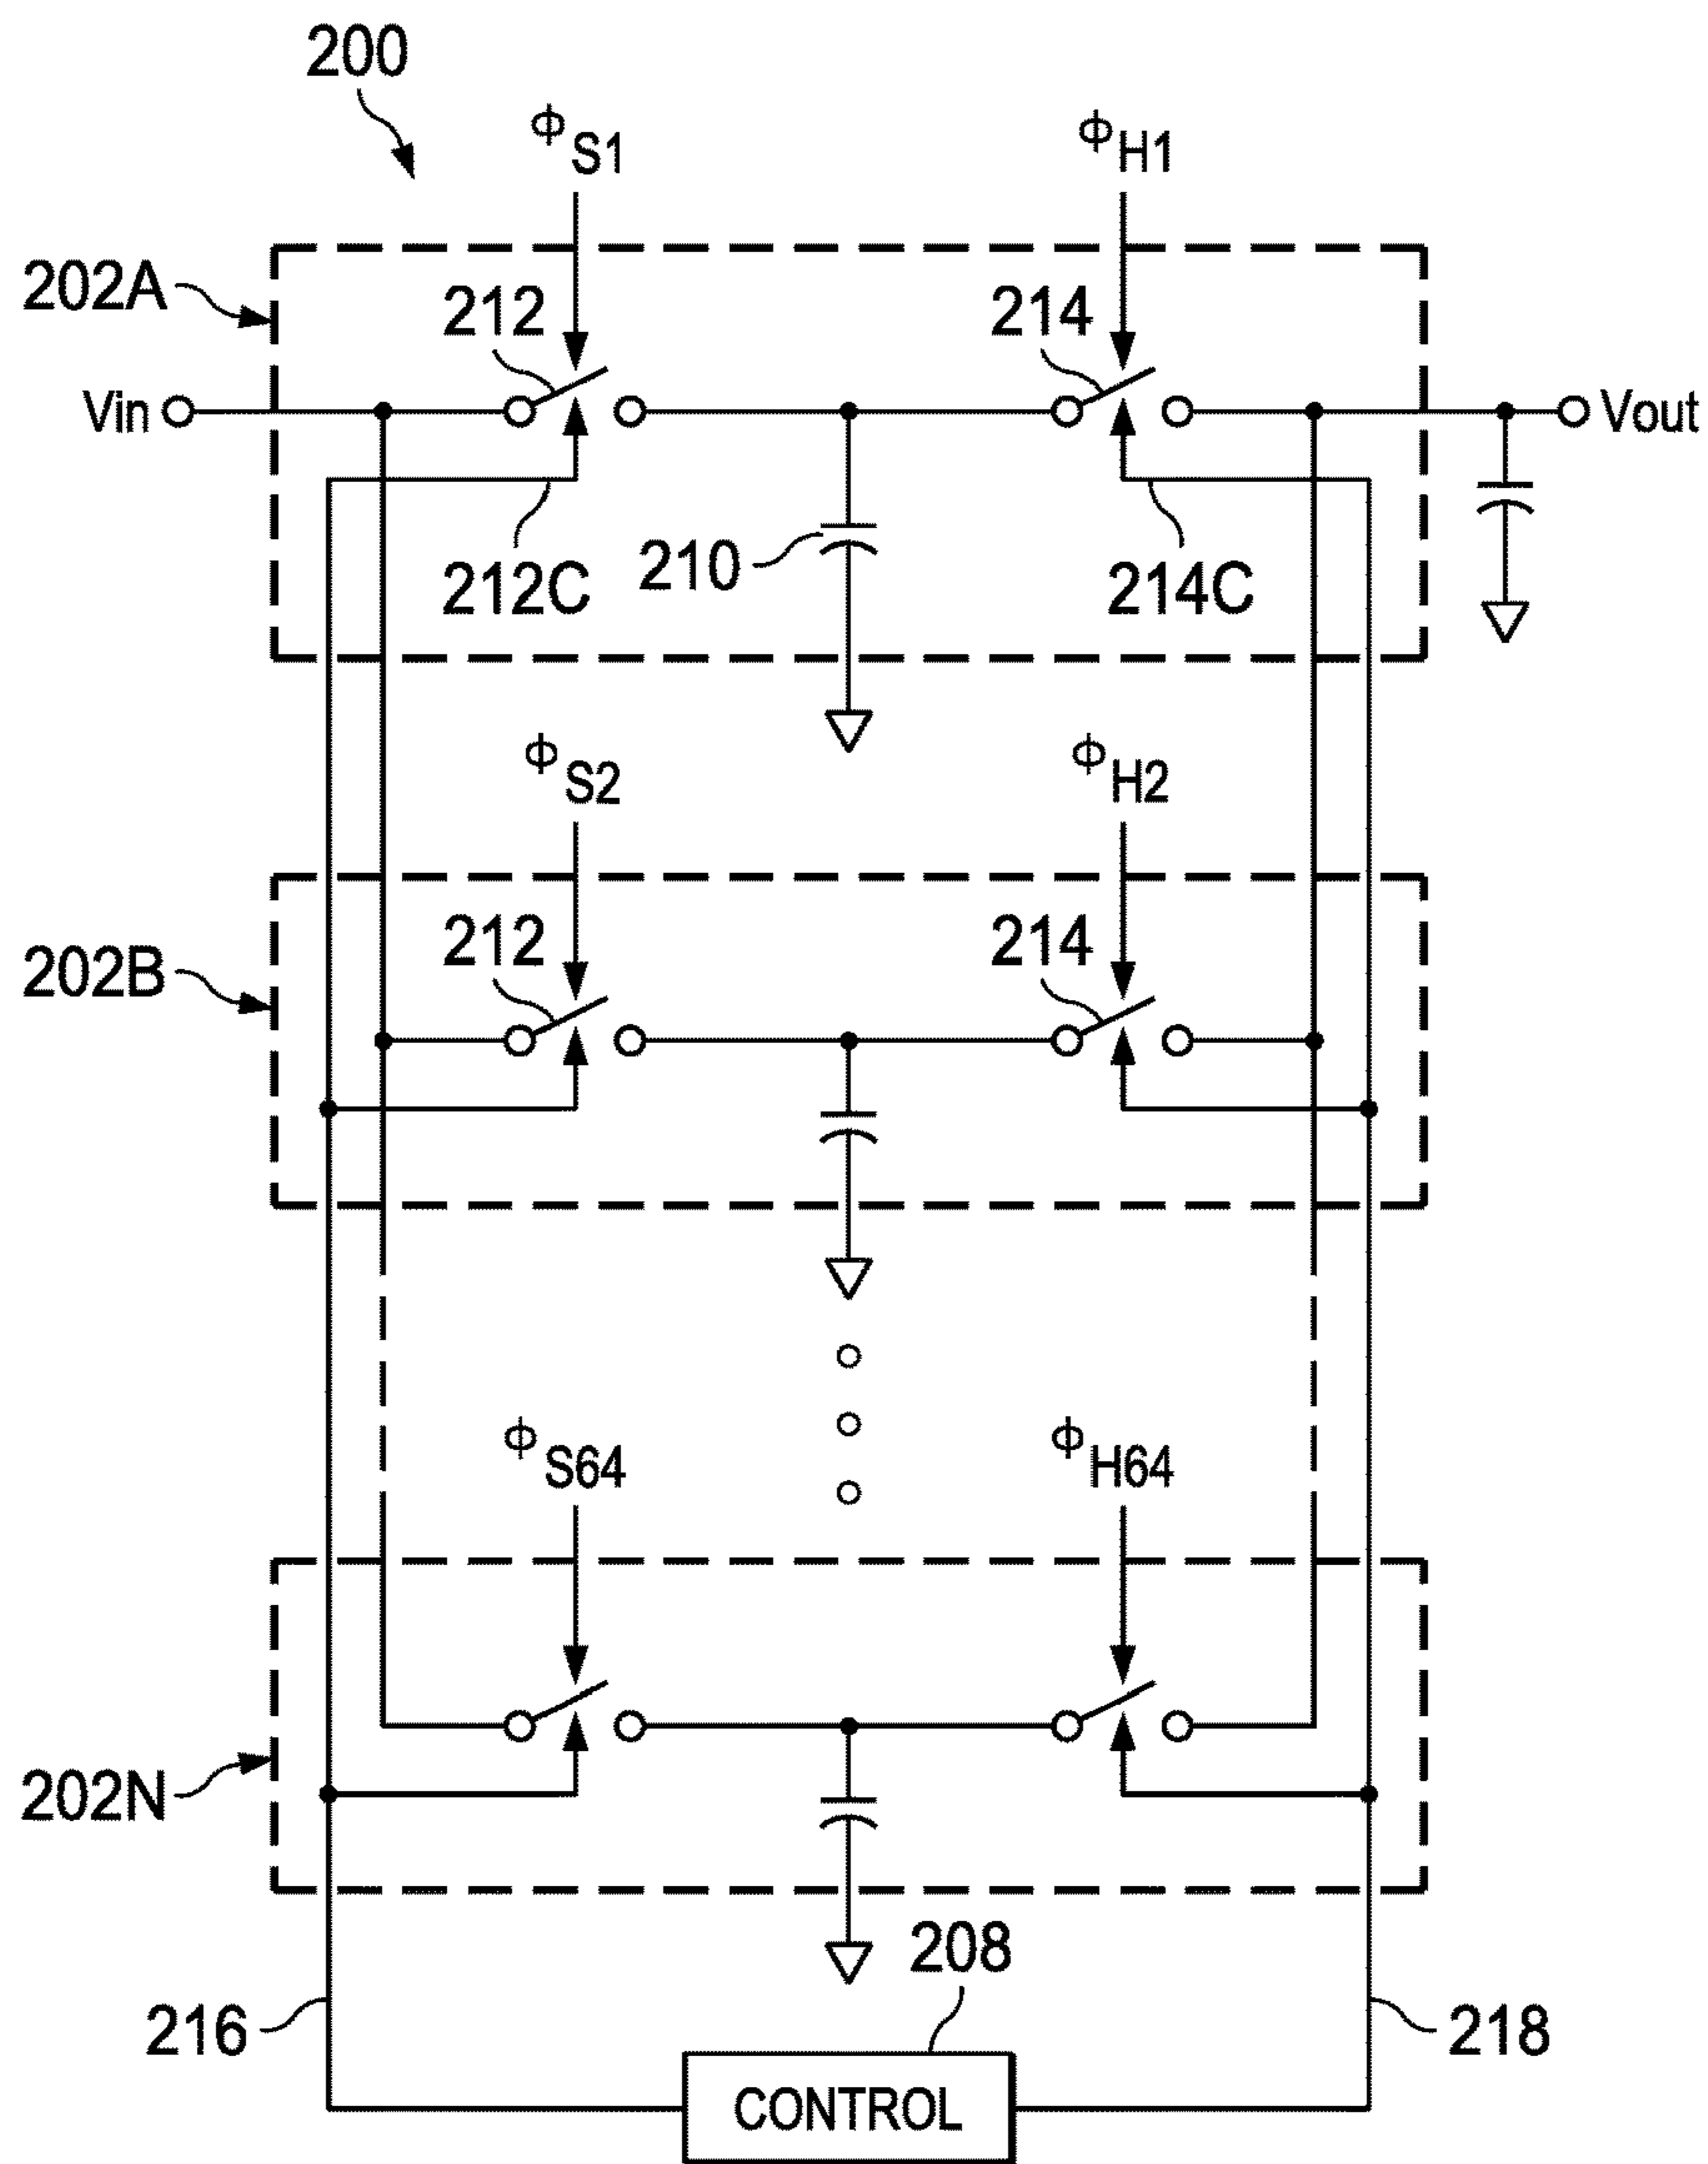 200
ΦS1 ΦH1
202A
212 214
Vin Vout
212C 210 214C
ΦS2 ΦH2
202B 212 214
ΦS64 ΦH64
202N
208
216 218
CONTROL